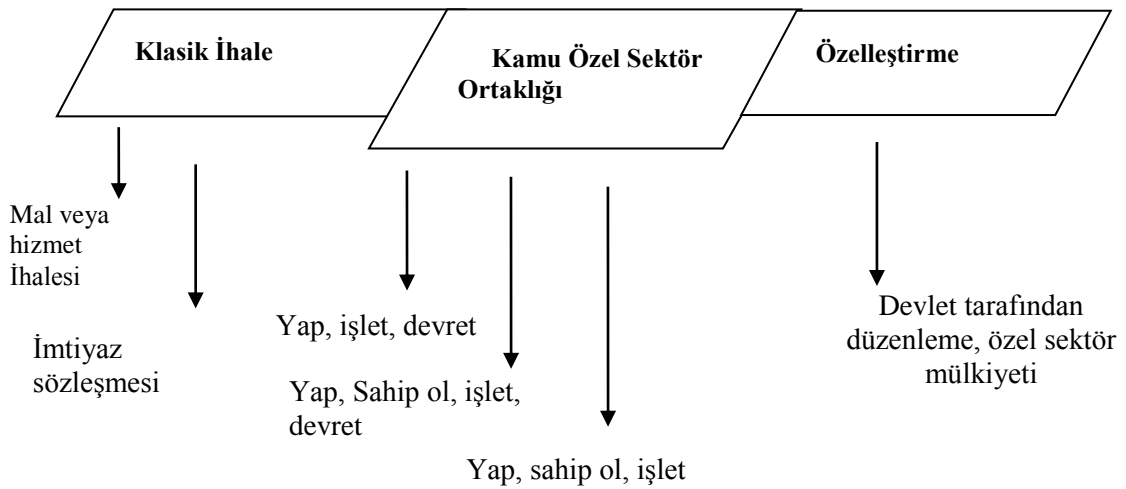 Klasik İhale
Kamu Özel Sektör
Ortaklığı
Özelleştirme
Mal veya
hizmet
İhalesi
İmtiyaz
sözleşmesi
Yap, işlet, devret
Yap, Sahip ol, işlet,
devret
Yap, sahip ol, işlet
Devlet tarafından
düzenleme, özel sektör
mülkiyeti